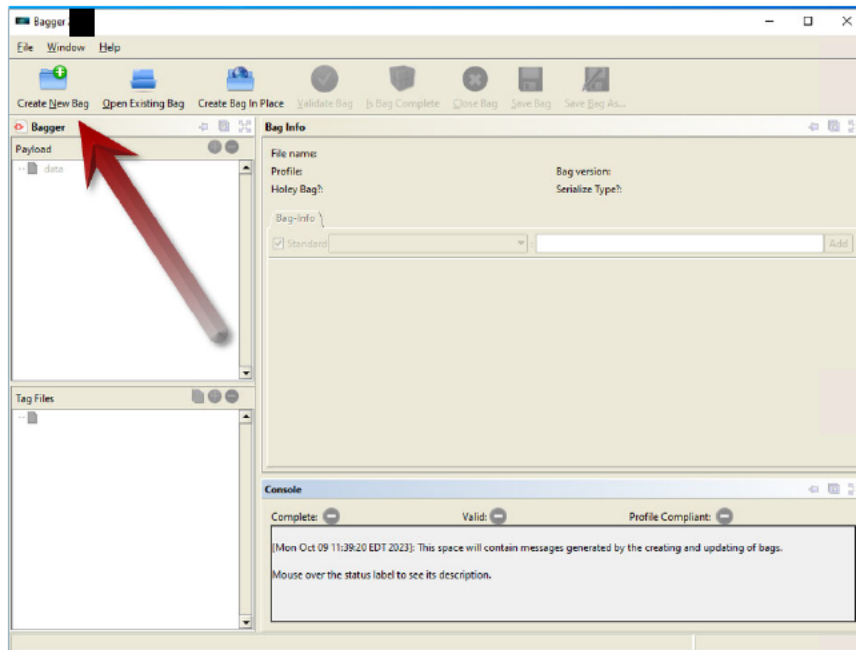 Bagger
File Window Help
Create New Bag Open Existing Bag Create Bag In Place Validate Bag Is Bag Complete Close Bag Save Bag Save Bag As...
Bagger
Payload
data
Tag Files
Bag Info
File name:
Profile: Bag version:
Holey Bag?: Serialize Type?:
Bag-Info
Standard : Add
Console
Complete: Valid: Profile Compliant:
[Mon Oct 09 11:39:20 EDT 2023]: This space will contain messages generated by the creating and updating of bags.
Mouse over the status label to see its description.